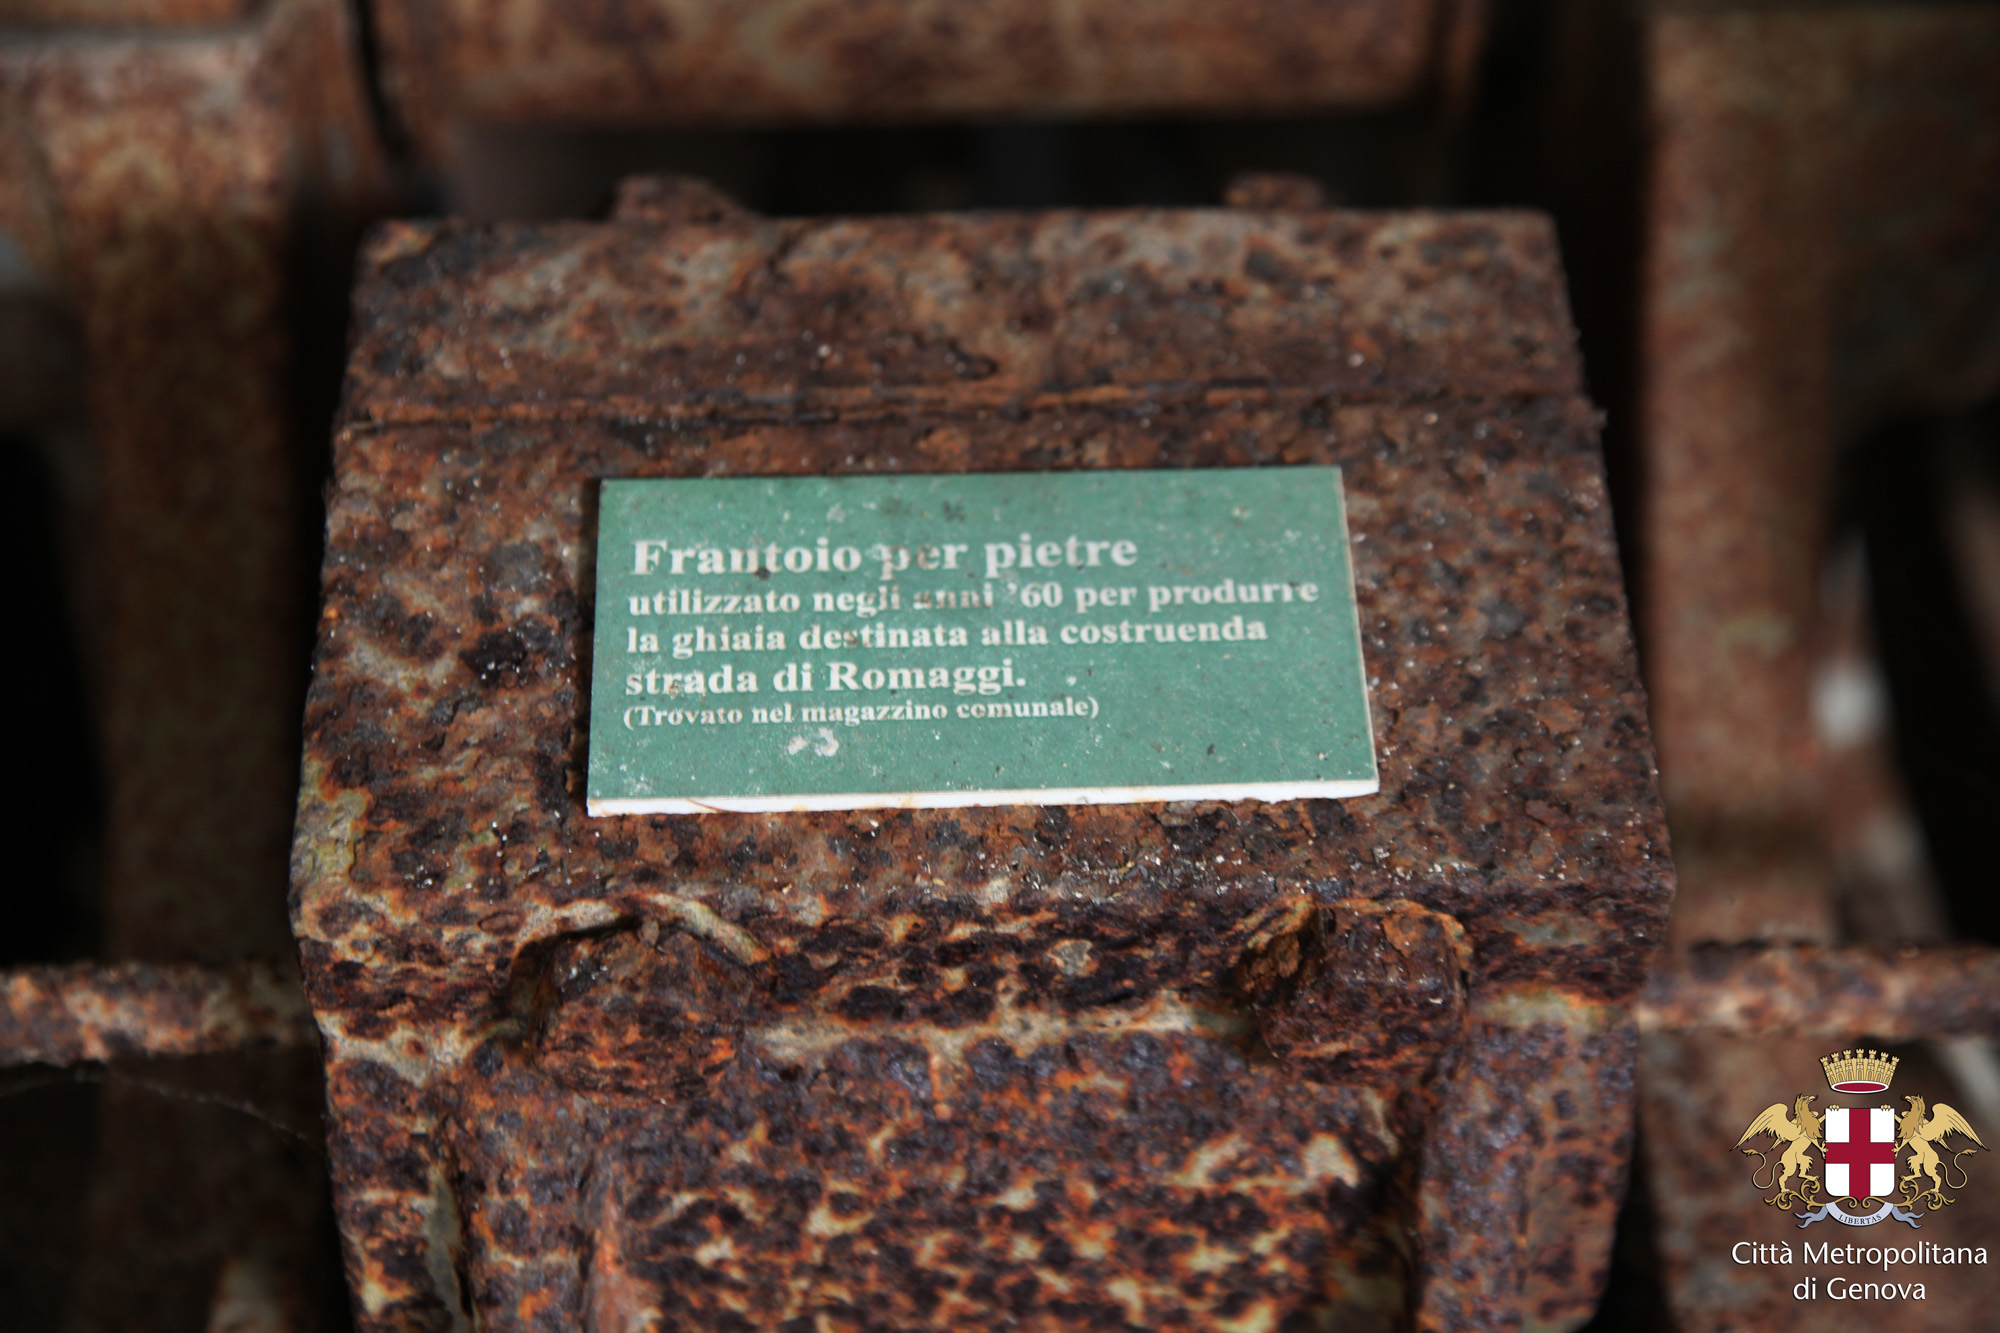 Frantoio per pietre
utilizzato negli anni ’60 per produrre
la ghiaia destinata alla costruenda
strada di Romaggi.
(Trovato nel magazzino comunale)
LIBERTAS
Città Metropolitana
di Genova